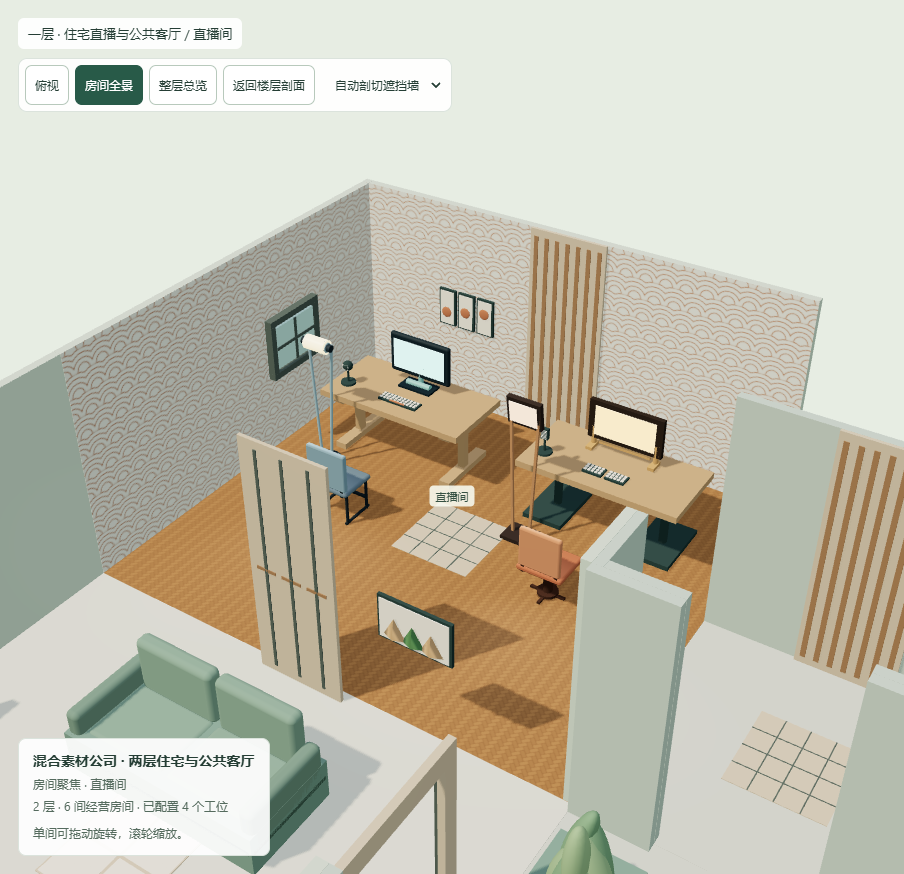 一层 · 住宅直播与公共客厅 / 直播间
俯视 房间全景 整层总览 返回楼层剖面 自动剖切遮挡墙
直播间
混合素材公司 · 两层住宅与公共客厅
房间聚焦 · 直播间
2 层 · 6 间经营房间 · 已配置 4 个工位
单间可拖动旋转，滚轮缩放。